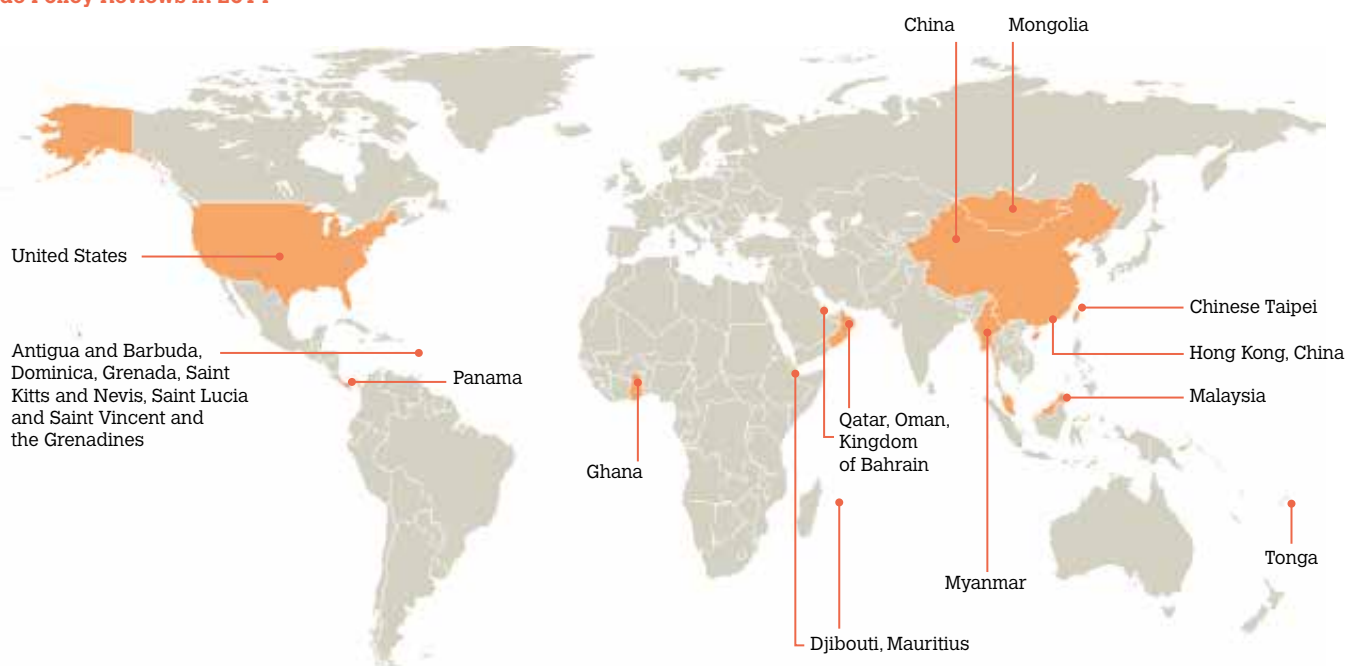 China
Mongolia
United States
Antigua and Barbuda,
Dominica, Grenada, Saint
Kitts and Nevis, Saint Lucia
and Saint Vincent and
the Grenadines
Panama
Ghana
Qatar, Oman,
Kingdom
of Bahrain
Chinese Taipei
Hong Kong, China
Malaysia
Myanmar
Tonga
Djibouti, Mauritius